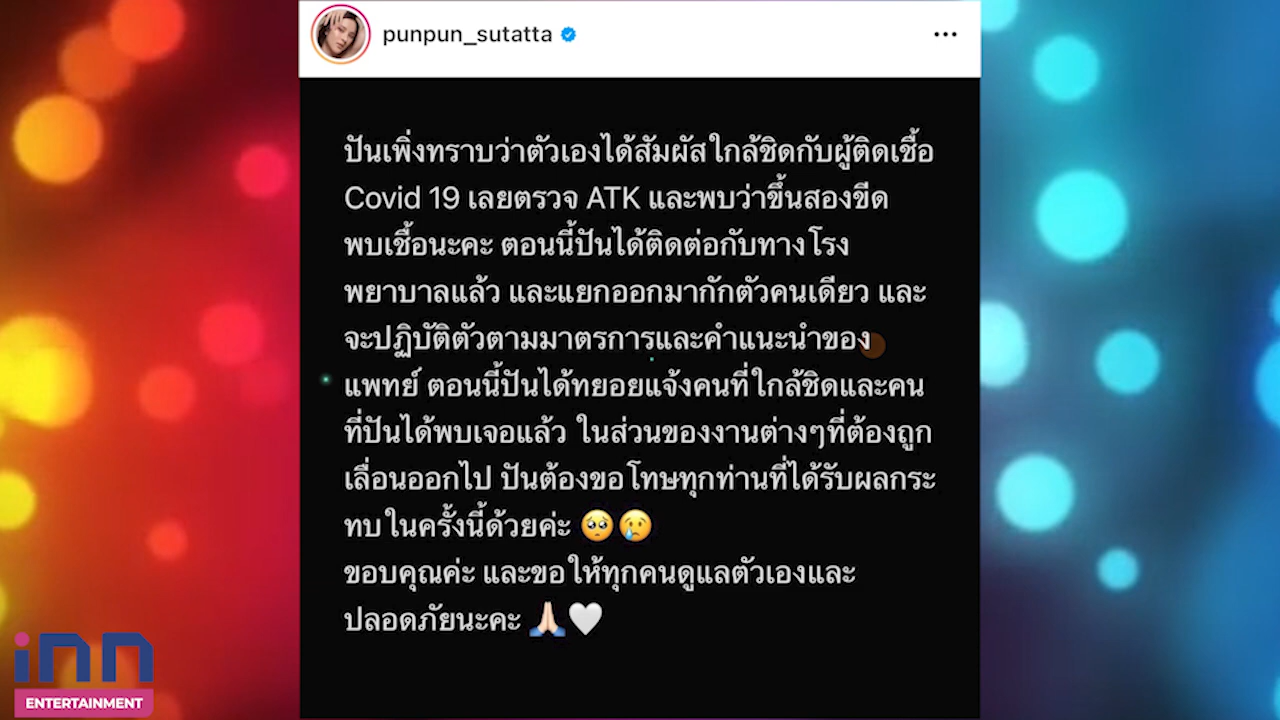 punpun_sutatta
ปันเพิ่งทราบว่าตัวเองได้สัมผัสใกล้ชิดกับผู้ติดเชื้อ
Covid 19 เลยตรวจ ATK และพบว่าขึ้นสองขีด
พบเชื้อนะคะ ตอนนี้ปันได้ติดต่อกับทางโรง
พยาบาลแล้ว และแยกออกมากักตัวคนเดียว และ
จะปฏิบัติตัวตามมาตรการและคำแนะนำของ
แพทย์ ตอนนี้ปันได้ทยอยแจ้งคนที่ใกล้ชิดและคน
ที่ปันได้พบเจอแล้ว ในส่วนของงานต่างๆที่ต้องถูก
เลื่อนออกไป ปันต้องขอโทษทุกท่านที่ได้รับผลกระ
ทบในครั้งนี้ด้วยค่ะ 🥺😢
ขอบคุณค่ะ และขอให้ทุกคนดูแลตัวเองและ
ปลอดภัยนะคะ 🙏🏻🤍
inn
ENTERTAINMENT